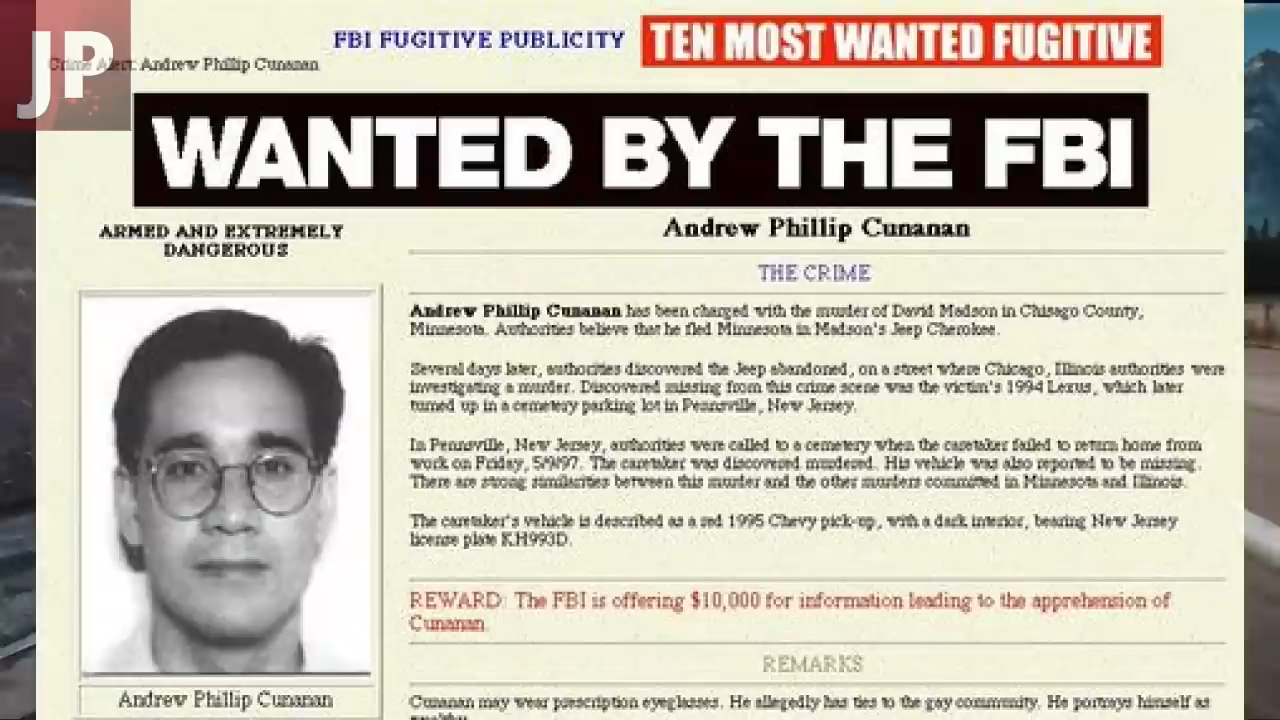 JP
FBI FUGITIVE PUBLICITY
TEN MOST WANTED FUGITIVE
Crime Alert: Andrew Phillip Cunanan
WANTED BY THE FBI
ARMED AND EXTREMELY
DANGEROUS
Andrew Phillip Cunanan
Andrew Phillip Cunanan
THE CRIME
Andrew Phillip Cunanan has been charged with the murder of David Madson in Chisago County,
Minnesota. Authorities believe that he fled Minnesota in Madson's Jeep Cherokee.
Several days later, authorities discovered the Jeep abandoned, on a street where Chicago, Illinois authorities were
investigating a murder. Discovered missing from this crime scene was the victim's 1994 Lexus, which later
turned up in a cemetery parking lot in Pennsville, New Jersey.
In Pennsville, New Jersey, authorities were called to a cemetery when the caretaker failed to return home from
work on Friday, 5/9/97. The caretaker was discovered murdered. His vehicle was also reported to be missing.
There are strong similarities between this murder and the other murders committed in Minnesota and Illinois.
The caretaker's vehicle is described as a red 1995 Chevy pick-up, with a dark interior, bearing New Jersey
license plate KH993D.
REWARD: The FBI is offering $10,000 for information leading to the apprehension of
Cunanan.
REMARKS
Cunanan may wear prescription eyeglasses. He allegedly has ties to the gay community. He portrays himself as